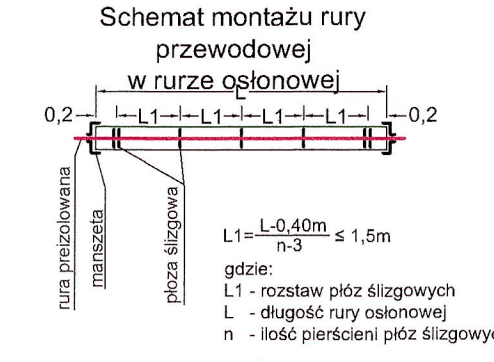 Schemat montażu rury
przewodowej
w rurze osłonowej
L
0,2 L1 L1 L1 L1 0,2
rura preizolowana
manszeta
płoza ślizgowa
L1= L-0,40m / n-3 ≤ 1,5m
gdzie:
L1 - rozstaw płóz ślizgowych
L - długość rury osłonowej
n - ilość pierścieni płóz ślizgowyc